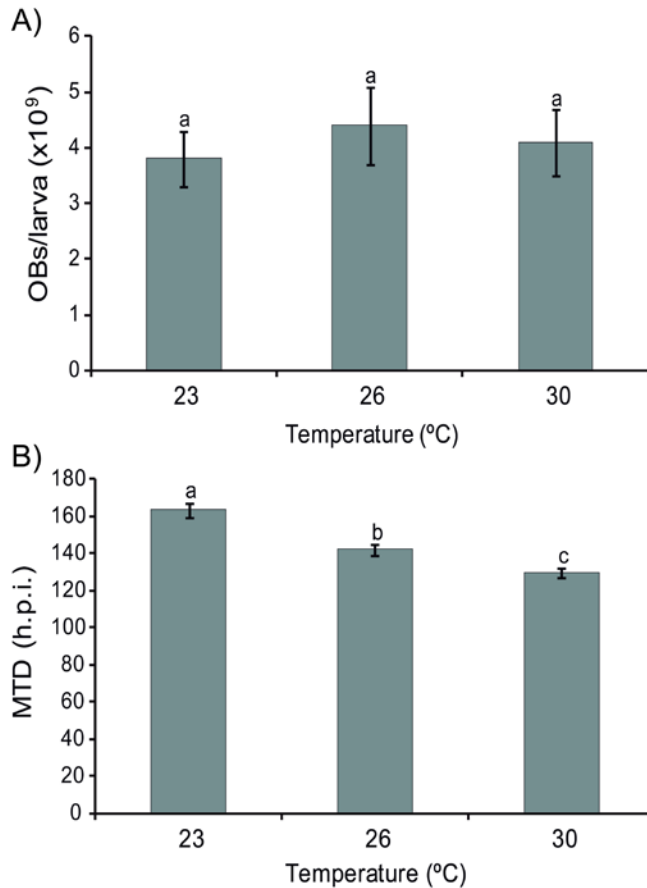 A)
6
5
4
3
2
1
0
OBs/larva (x10⁹)
a
a
a
23 26 30
Temperature (ºC)
B)
180
160
140
120
100
80
60
40
20
0
MTD (h.p.i.)
a
b
c
23 26 30
Temperature (ºC)